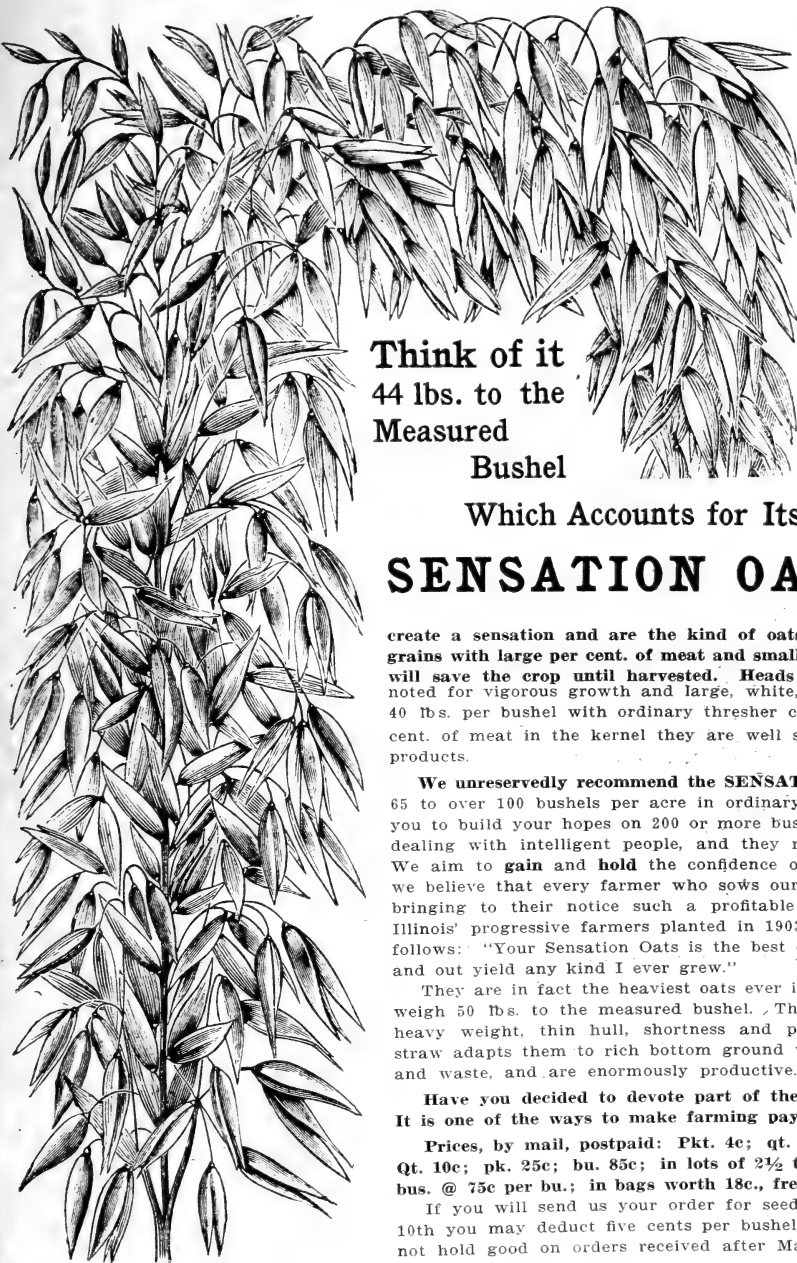 Think of it
44 lbs. to the
Measured
Bushel
Which Accounts for Its
SENSATION OA
create a sensation and are the kind of oats
grains with large per cent. of meat and small
will save the crop until harvested. Heads
noted for vigorous growth and large, white,
40 lbs. per bushel with ordinary thresher c
cent. of meat in the kernel they are well s
products.
We unreservedly recommend the SENSAT
65 to over 100 bushels per acre in ordinary
you to build your hopes on 200 or more bus
dealing with intelligent people, and they
We aim to gain and hold the confidence o
we believe that every farmer who sows our
bringing to their notice such a profitable
Illinois' progressive farmers planted in 190
follows: "Your Sensation Oats is the best
and out yield any kind I ever grew."
They are in fact the heaviest oats ever i
weigh 50 lbs. to the measured bushel. Th
heavy weight, thin hull, shortness and p
straw adapts them to rich bottom ground
and waste, and are enormously productive.
Have you decided to devote part of the
It is one of the ways to make farming pay
Prices, by mail, postpaid: Pkt. 4c; qt.
Qt. 10c; pk. 25c; bu. 85c; in lots of 2½ t
bus. @ 75c per bu.; in bags worth 18c., fre
If you will send us your order for seed
10th you may deduct five cents per bushel
not hold good on orders received after Ma